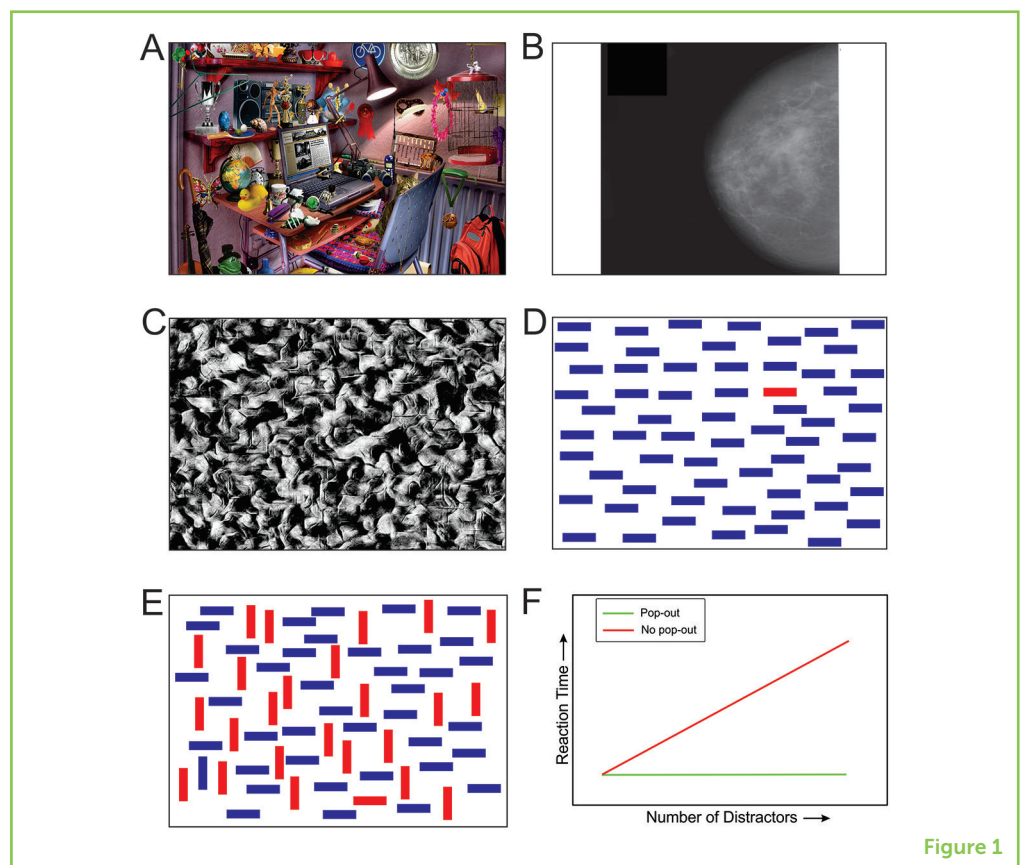 A
B
C
D
E
F
Pop-out
No pop-out
Reaction Time
Number of Distractors
Figure 1